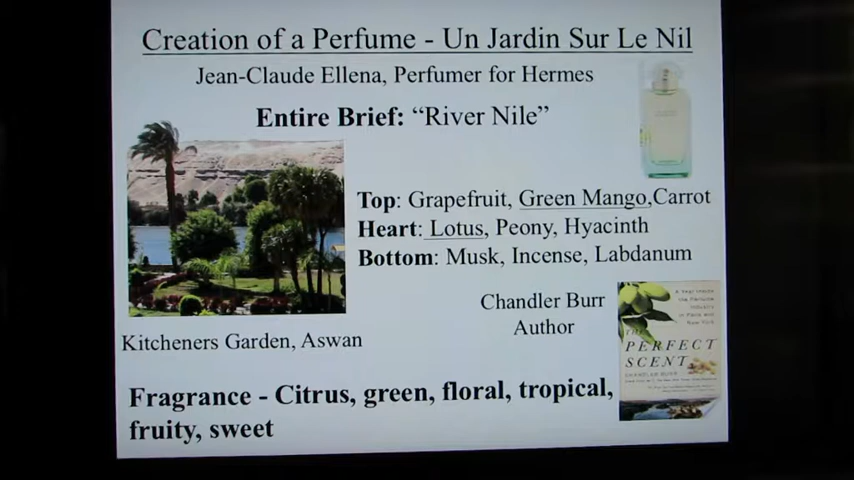 Creation of a Perfume - Un Jardin Sur Le Nil
Jean-Claude Ellena, Perfumer for Hermes
Entire Brief: “River Nile”
Top: Grapefruit, Green Mango,Carrot
Heart: Lotus, Peony, Hyacinth
Bottom: Musk, Incense, Labdanum
Chandler Burr
Author
Kitcheners Garden, Aswan
THE
PERFECT
SCENT
CHANDLER BURR
Fragrance - Citrus, green, floral, tropical,
fruity, sweet